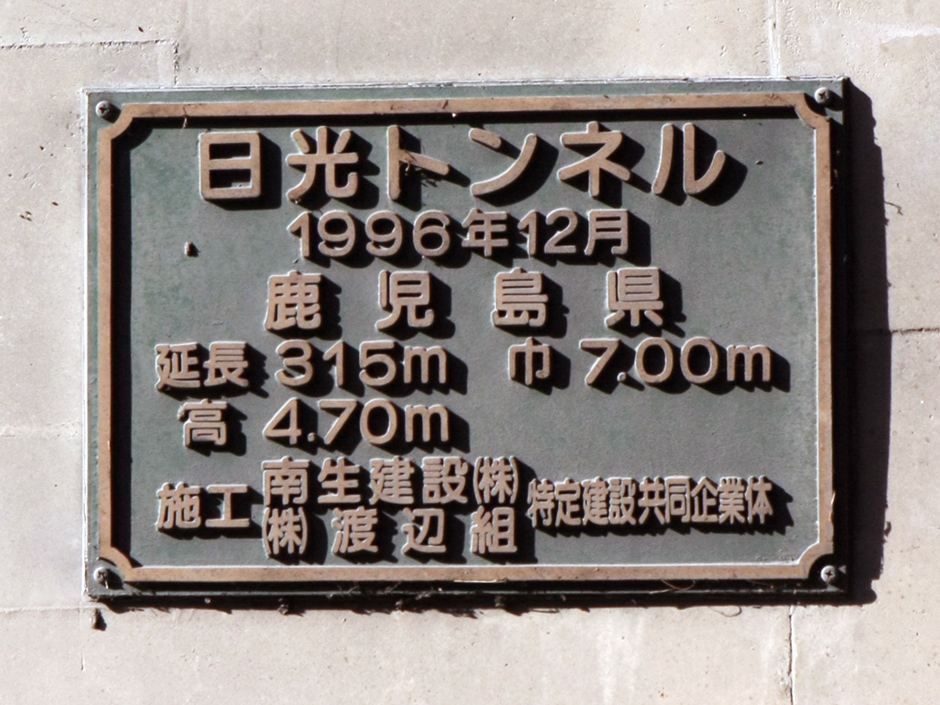 日光トンネル
1996年12月
鹿児島県
延長 315m 巾 7.00m
高 4.70m
施工 南生建設(株)
(株)渡辺組
特定建設共同企業体